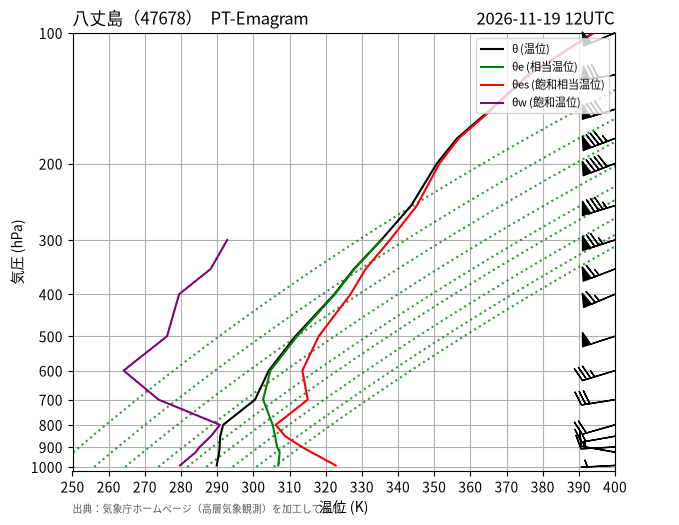 八丈島（47678） PT-Emagram
2026-11-19 12UTC
θ (温位)
θe (相当温位)
θes (飽和相当温位)
θw (飽和温位)
気圧 (hPa)
100
200
300
400
500
600
700
800
900
1000
250 260 270 280 290 300 310 320 330 340 350 360 370 380 390 400
温位 (K)
出典：気象庁ホームページ（高層気象観測）を加工して